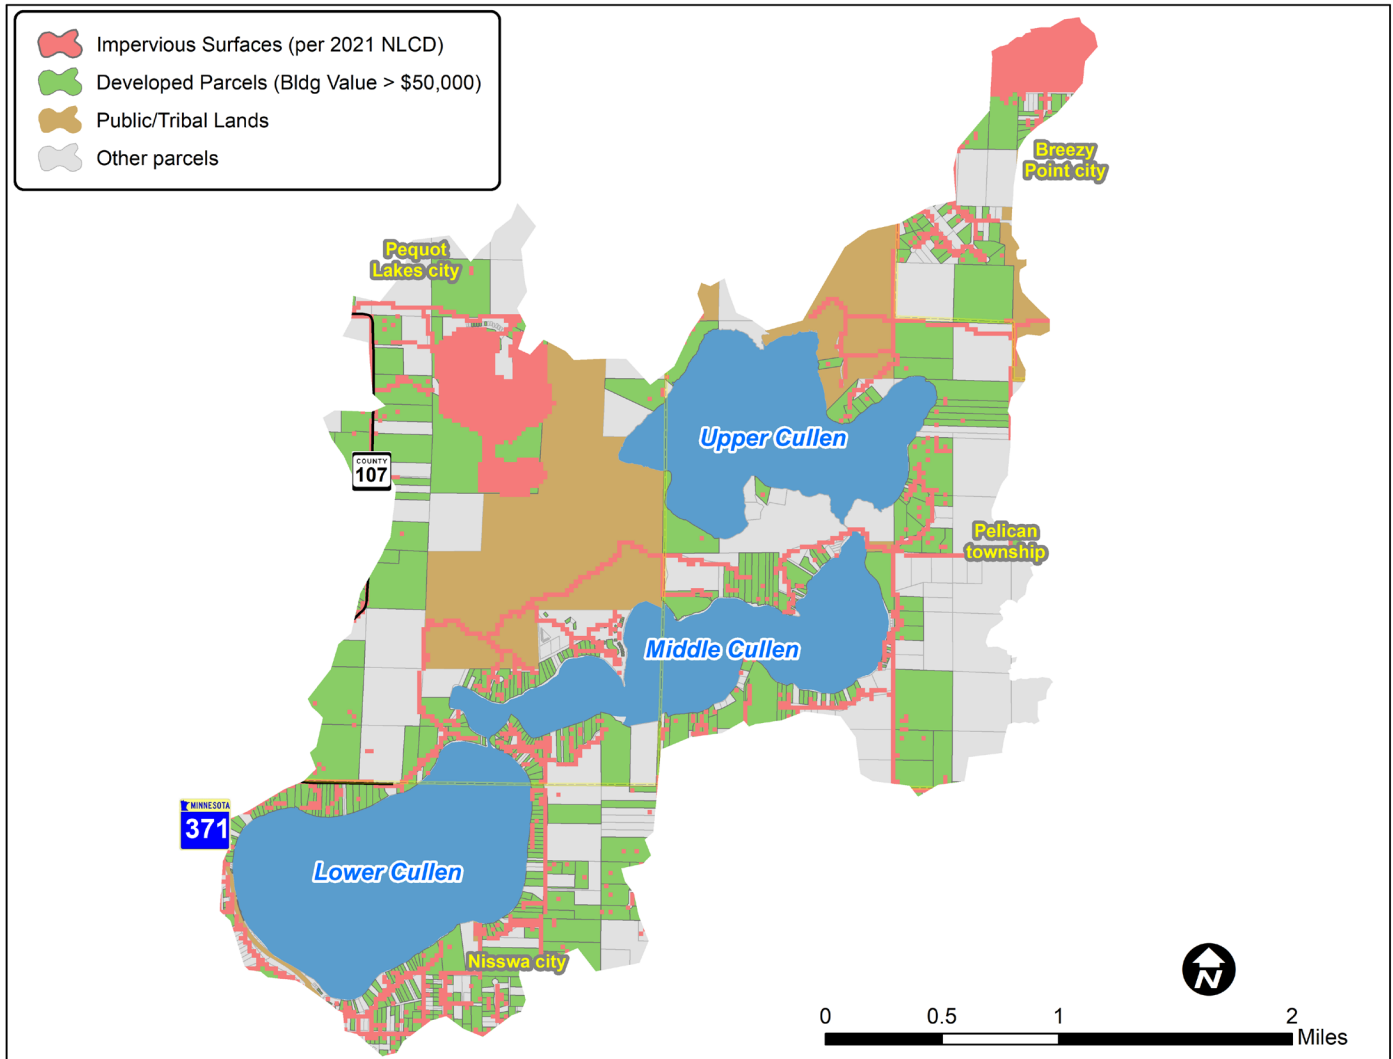 Impervious Surfaces (per 2021 NLCD)
Developed Parcels (Bldg Value > $50,000)
Public/Tribal Lands
Other parcels
Breezy
Point city
Pequot
Lakes city
Upper Cullen
COUNTY
107
Pelican
township
Middle Cullen
MINNESOTA
371
Lower Cullen
Nisswa city
N
0 0.5 1 2
Miles